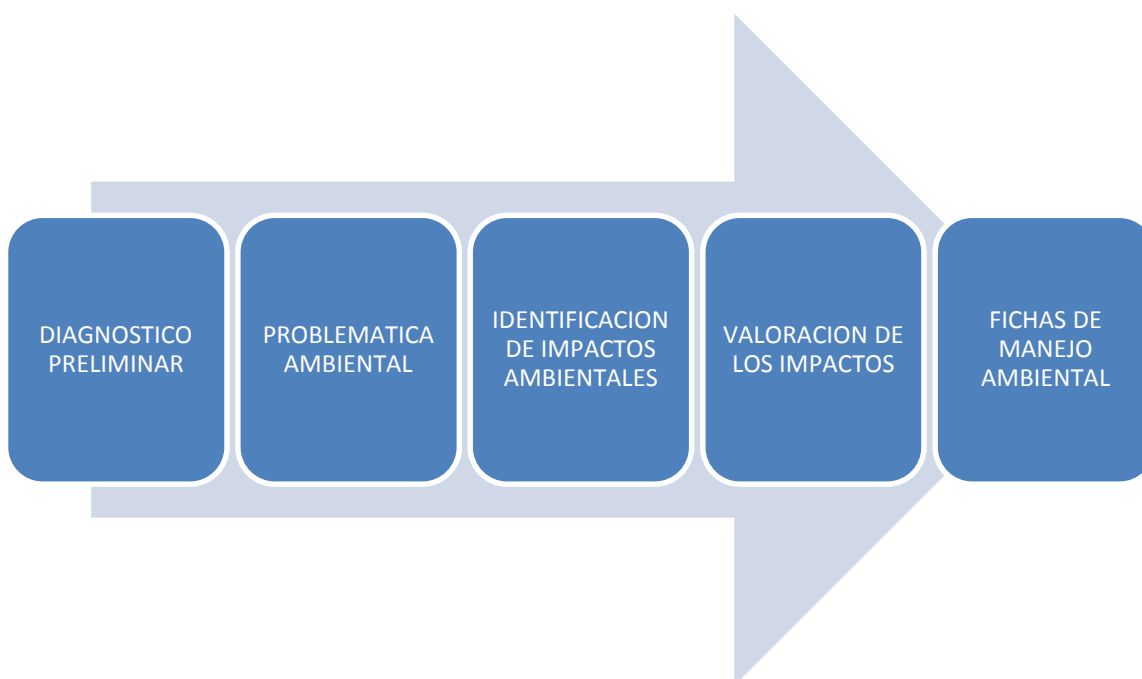 DIAGNOSTICO
PRELIMINAR
PROBLEMATICA
AMBIENTAL
IDENTIFICACION
DE IMPACTOS
AMBIENTALES
VALORACION DE
LOS IMPACTOS
FICHAS DE
MANEJO
AMBIENTAL